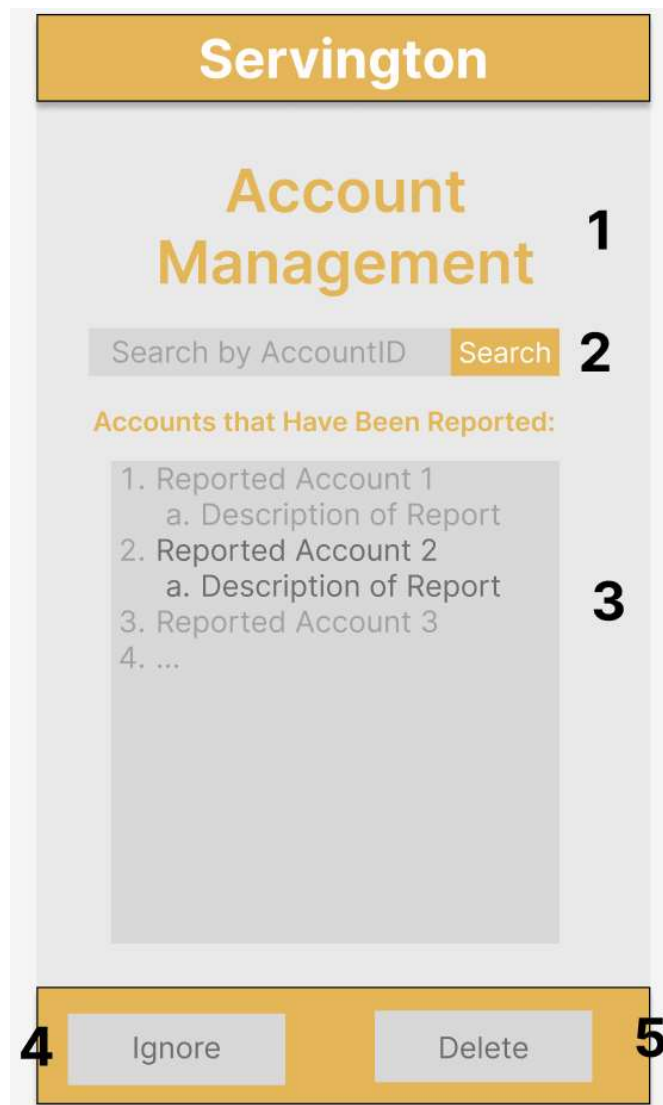 Servington
Account
Management
1
Search by AccountID Search
2
Accounts that Have Been Reported:
1. Reported Account 1
a. Description of Report
2. Reported Account 2
a. Description of Report
3. Reported Account 3
4. ...
3
4
Ignore
Delete
5